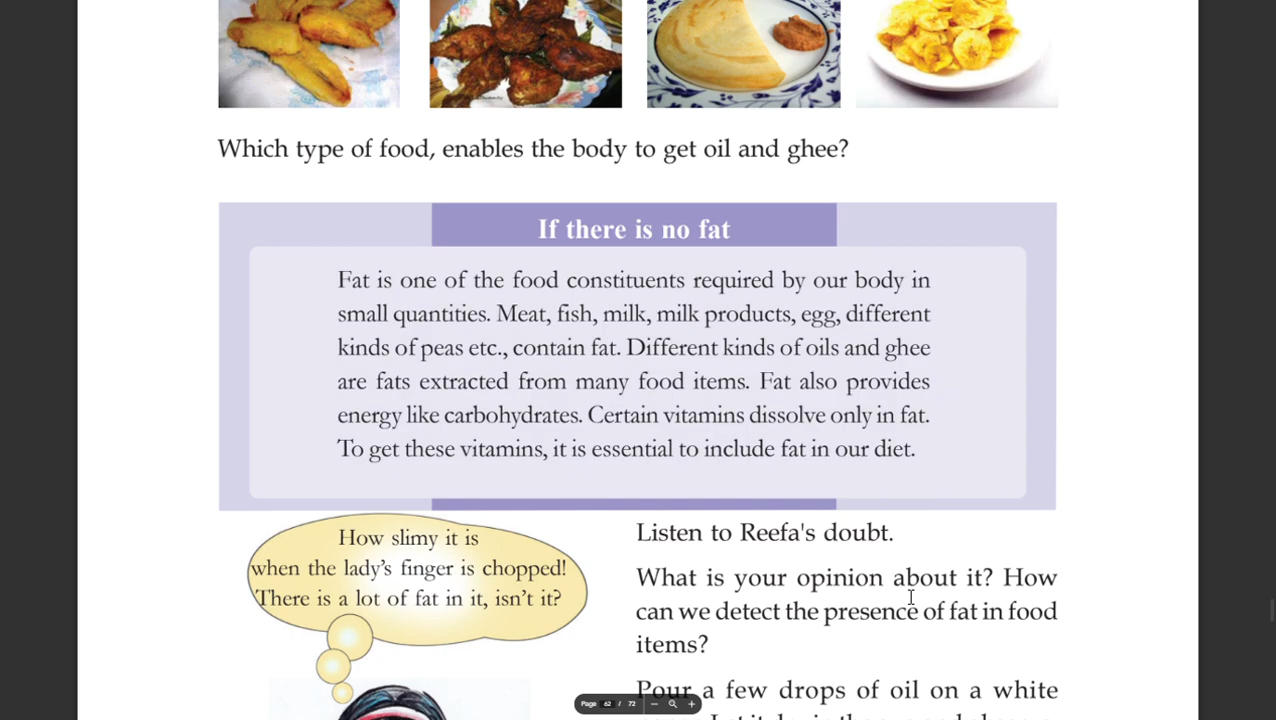 Which type of food, enables the body to get oil and ghee?
If there is no fat
Fat is one of the food constituents required by our body in
small quantities. Meat, fish, milk, milk products, egg, different
kinds of peas etc., contain fat. Different kinds of oils and ghee
are fats extracted from many food items. Fat also provides
energy like carbohydrates. Certain vitamins dissolve only in fat.
To get these vitamins, it is essential to include fat in our diet.
How slimy it is
when the lady's finger is chopped!
There is a lot of fat in it, isn't it?
Listen to Reefa's doubt.
What is your opinion about it? How
can we detect the presence of fat in food
items?
Pour a few drops of oil on a white
Page 62 / 72